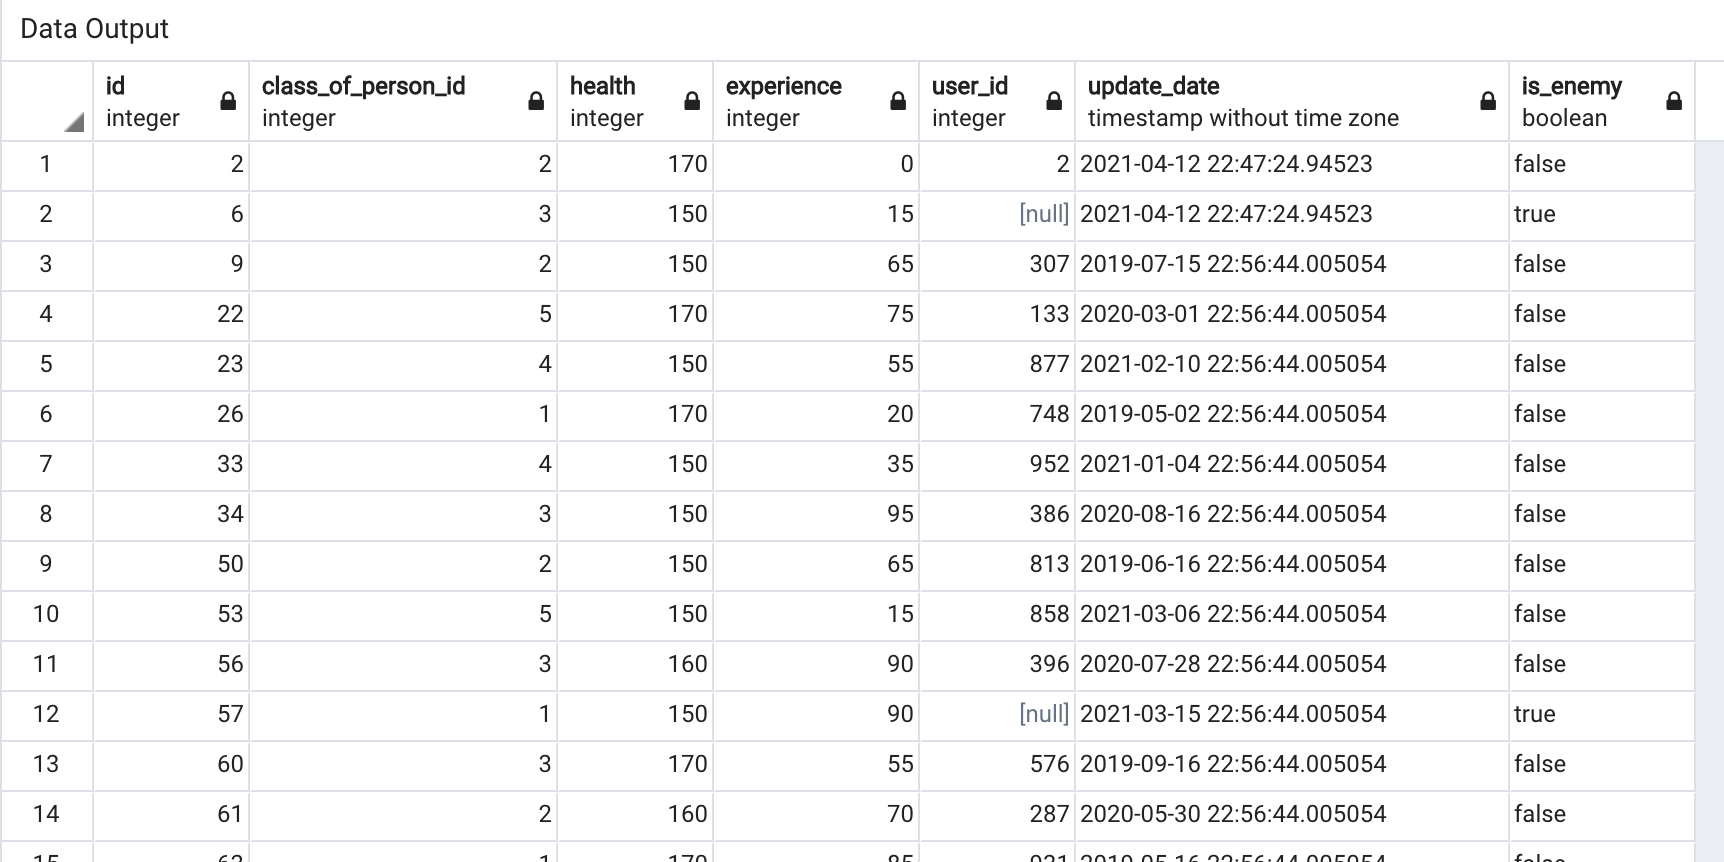 Data Output
id class_of_person_id health experience user_id update_date is_enemy
integer integer integer integer integer timestamp without time zone boolean
1 2 2 170 0 2 2021-04-12 22:47:24.94523 false
2 6 3 150 15 [null] 2021-04-12 22:47:24.94523 true
3 9 2 150 65 307 2019-07-15 22:56:44.005054 false
4 22 5 170 75 133 2020-03-01 22:56:44.005054 false
5 23 4 150 55 877 2021-02-10 22:56:44.005054 false
6 26 1 170 20 748 2019-05-02 22:56:44.005054 false
7 33 4 150 35 952 2021-01-04 22:56:44.005054 false
8 34 3 150 95 386 2020-08-16 22:56:44.005054 false
9 50 2 150 65 813 2019-06-16 22:56:44.005054 false
10 53 5 150 15 858 2021-03-06 22:56:44.005054 false
11 56 3 160 90 396 2020-07-28 22:56:44.005054 false
12 57 1 150 90 [null] 2021-03-15 22:56:44.005054 true
13 60 3 170 55 576 2019-09-16 22:56:44.005054 false
14 61 2 160 70 287 2020-05-30 22:56:44.005054 false